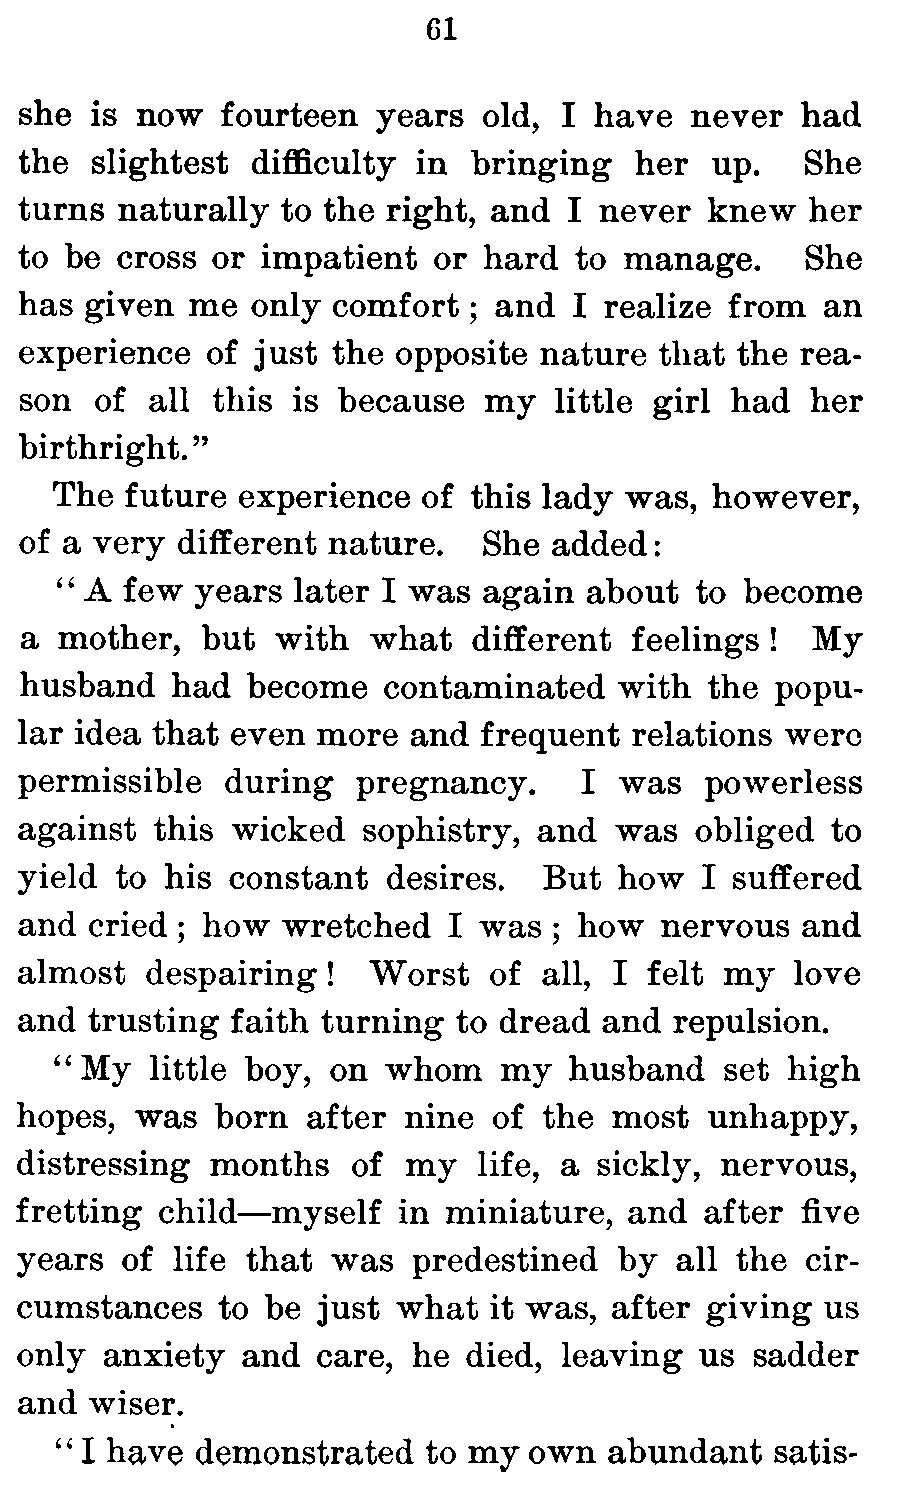 61
she is now fourteen years old, I have never had
the slightest difficulty in bringing her up. She
turns naturally to the right, and I never knew her
to be cross or impatient or hard to manage. She
has given me only comfort ; and I realize from an
experience of just the opposite nature that the rea-
son of all this is because my little girl had her
birthright.”
The future experience of this lady was, however,
of a very different nature. She added:
“ A few years later I was again about to become
a mother, but with what different feelings ! My
husband had become contaminated with the popu-
lar idea that even more and frequent relations were
permissible during pregnancy. I was powerless
against this wicked sophistry, and was obliged to
yield to his constant desires. But how I suffered
and cried ; how wretched I was ; how nervous and
almost despairing ! Worst of all, I felt my love
and trusting faith turning to dread and repulsion.
“ My little boy, on whom my husband set high
hopes, was born after nine of the most unhappy,
distressing months of my life, a sickly, nervous,
fretting child—myself in miniature, and after five
years of life that was predestined by all the cir-
cumstances to be just what it was, after giving us
only anxiety and care, he died, leaving us sadder
and wiser.
“ I have demonstrated to my own abundant satis-